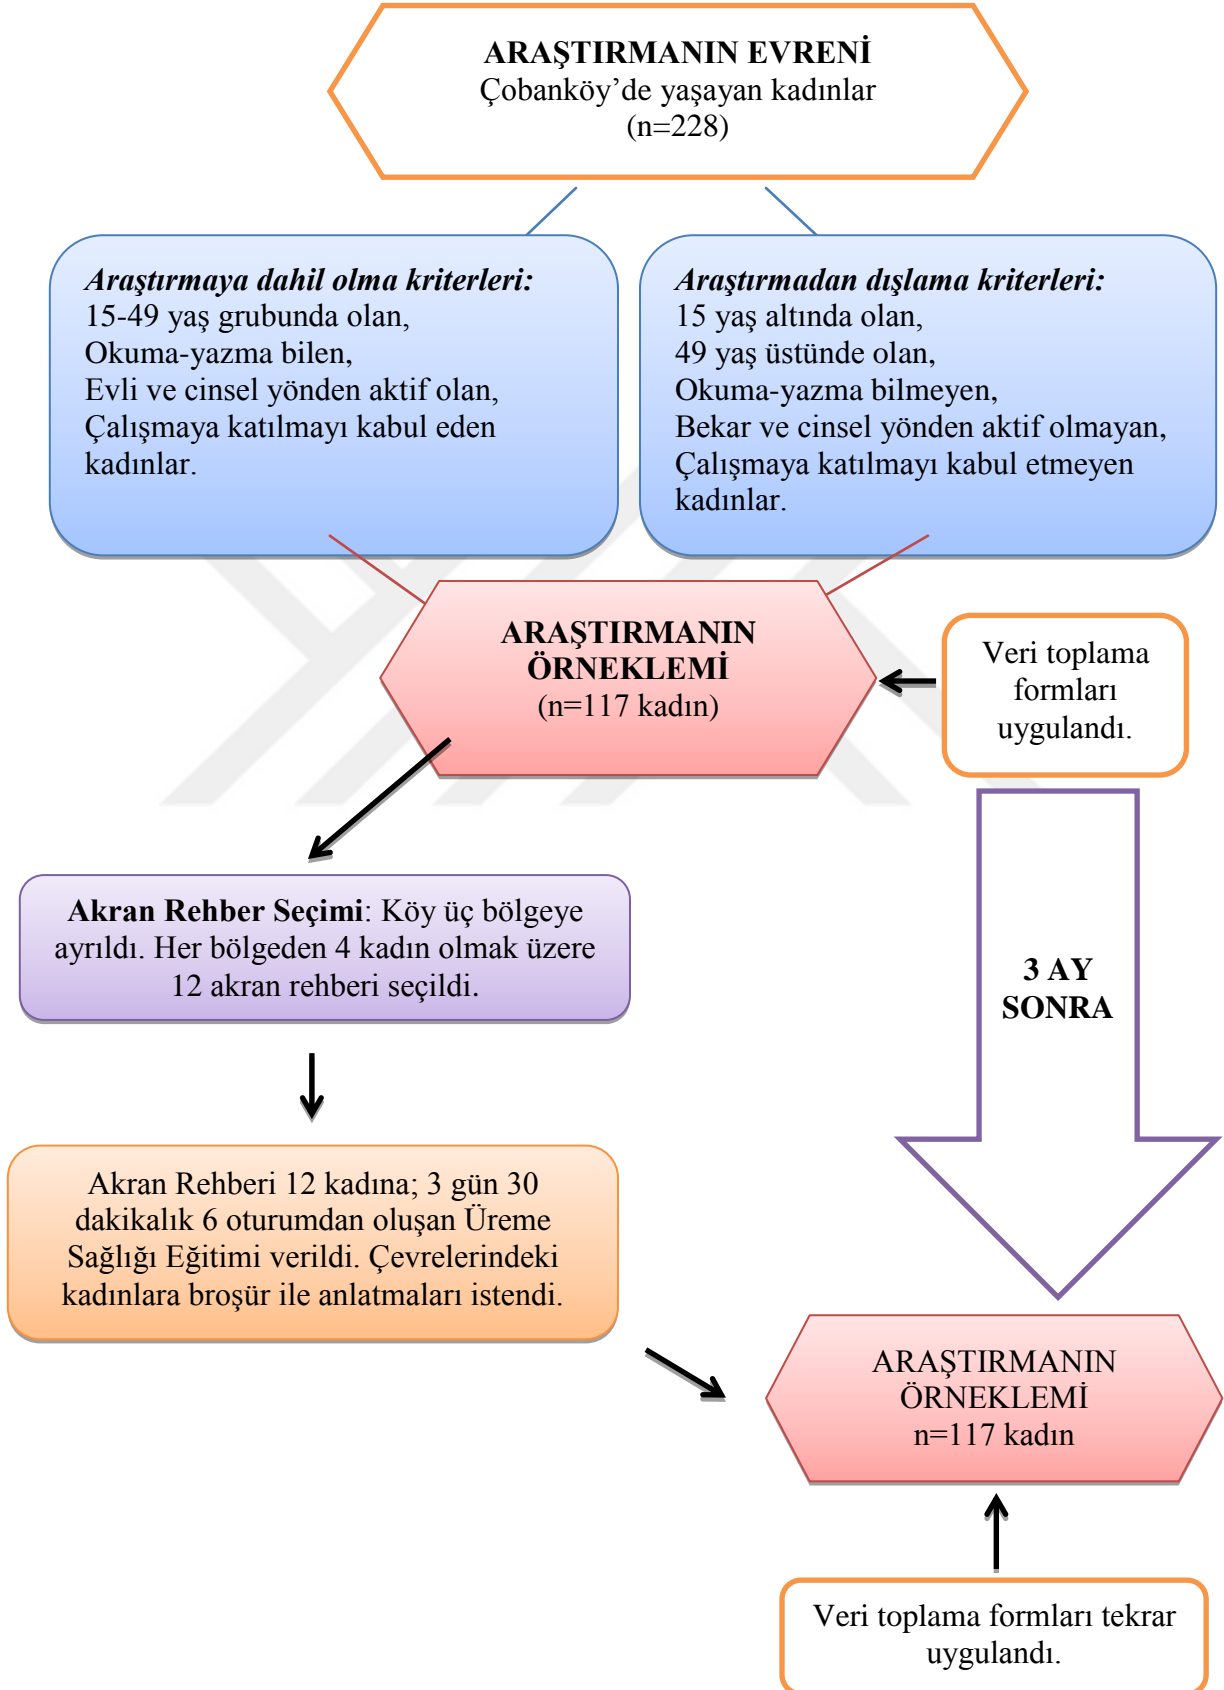 ARAŞTIRMANIN EVRENİ
Çobanköy’de yaşayan kadınlar
(n=228)
Araştırmaya dahil olma kriterleri:
15-49 yaş grubunda olan,
Okuma-yazma bilen,
Evli ve cinsel yönden aktif olan,
Çalışmaya katılmayı kabul eden
kadınlar.
Araştırmadan dışlama kriterleri:
15 yaş altında olan,
49 yaş üstünde olan,
Okuma-yazma bilmeyen,
Bekar ve cinsel yönden aktif olmayan,
Çalışmaya katılmayı kabul etmeyen
kadınlar.
ARAŞTIRMANIN
ÖRNEKLEMİ
(n=117 kadın)
Veri toplama
formları
uygulandı.
Akran Rehber Seçimi: Köy üç bölgeye
ayrıldı. Her bölgeden 4 kadın olmak üzere
12 akran rehberi seçildi.
3 AY
SONRA
Akran Rehberi 12 kadına; 3 gün 30
dakikalık 6 oturumdan oluşan Üreme
Sağlığı Eğitimi verildi. Çevrelerindeki
kadınlara broşür ile anlatmaları istendi.
ARAŞTIRMANIN
ÖRNEKLEMİ
n=117 kadın
Veri toplama formları tekrar
uygulandı.